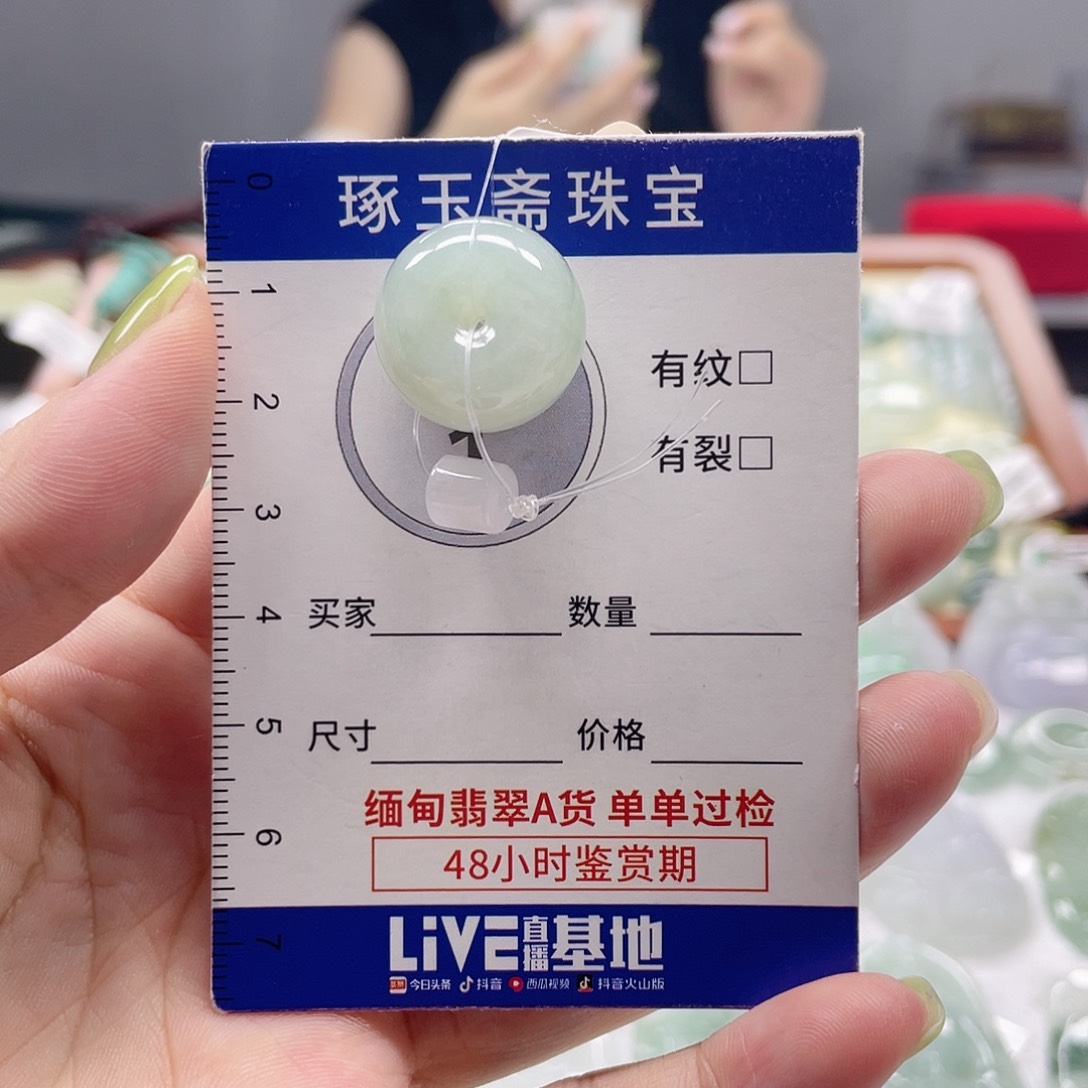 琢玉斋珠宝
0
1
2
3
4
5
6
7
有纹□
有裂□
买家 数量
尺寸 价格
缅甸翡翠A货 单单过检
48小时鉴赏期
LiVE直播基地
今日头条 抖音 西瓜视频 抖音火山版